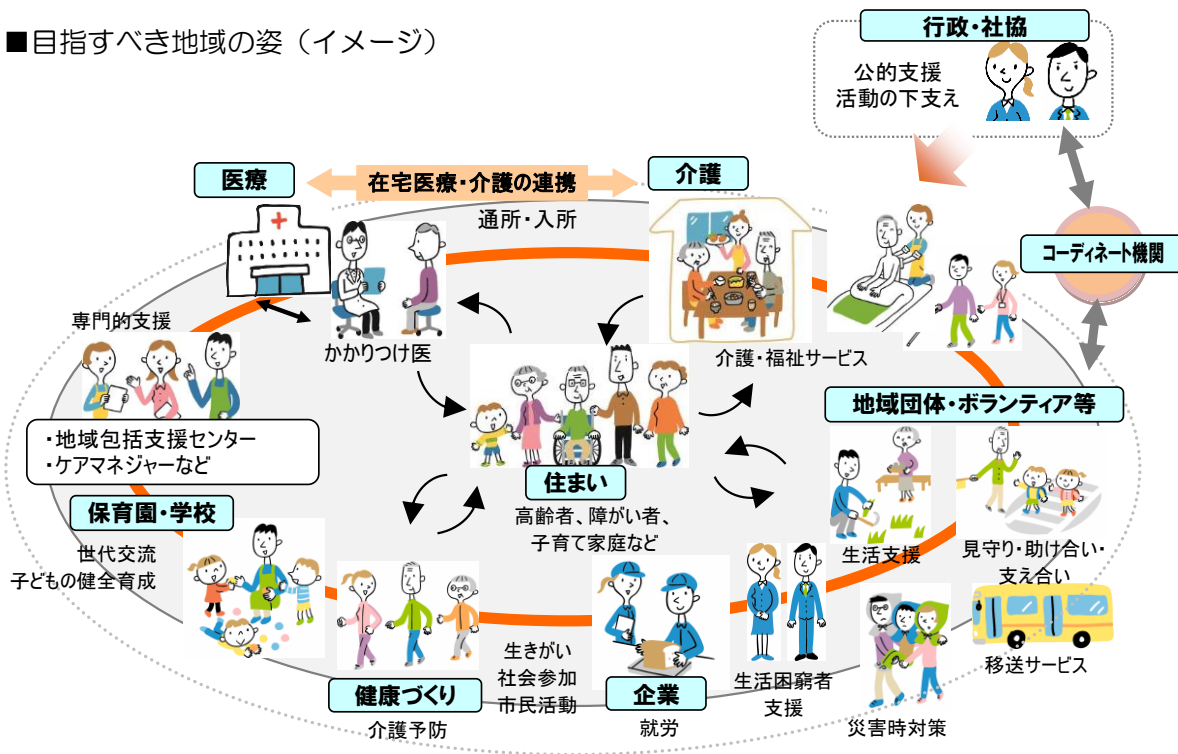 ■目指すべき地域の姿（イメージ）
行政・社協
公的支援
活動の下支え
医療
在宅医療・介護の連携
介護
通所・入所
コーディネート機関
専門的支援
かかりつけ医
介護・福祉サービス
・地域包括支援センター
・ケアマネジャーなど
地域団体・ボランティア等
住まい
高齢者、障がい者、
子育て家庭など
保育園・学校
世代交流
子どもの健全育成
生活支援
見守り・助け合い・
支え合い
健康づくり
介護予防
生きがい
社会参加
市民活動
企業
就労
生活困窮者
支援
災害時対策
移送サービス